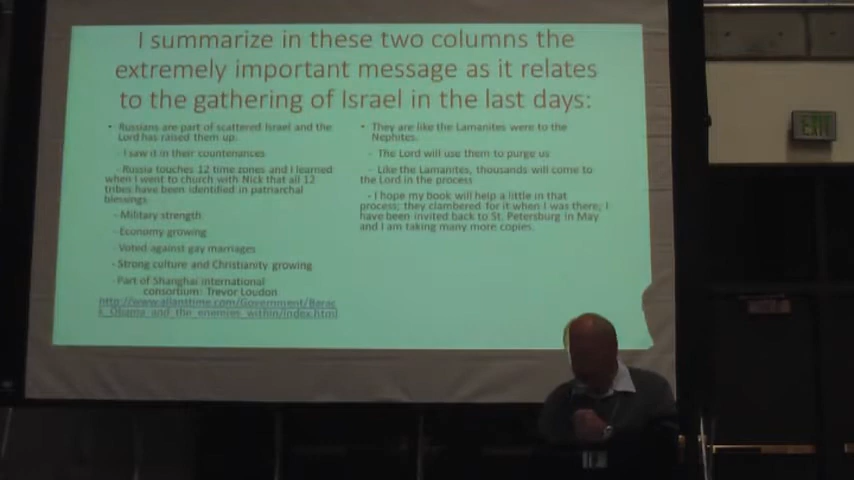 I summarize in these two columns the
extremely important message as it relates
to the gathering of Israel in the last days:
• Russians are part of scattered Israel and the
Lord has raised them up.
- I saw it in their countenances
- Russia touches 12 time zones and I learned
when I went to church with Nick that all 12
tribes have been identified in patriarchal
blessings
- Military strength
- Economy growing
- Voted against gay marriages
- Strong culture and Christianity growing
- Part of Shanghai international
consortium: Trevor Loudon
http://www.allanstime.com/Government/Barac
k_Obama_and_the_enemies_within/index.html
• They are like the Lamanites were to the
Nephites.
- The Lord will use them to purge us
- Like the Lamanites, thousands will come to
the Lord in the process
- I hope my book will help a little in that
process; they clambered for it when I was there; I
have been invited back to St. Petersburg in May
and I am taking many more copies.
EXIT